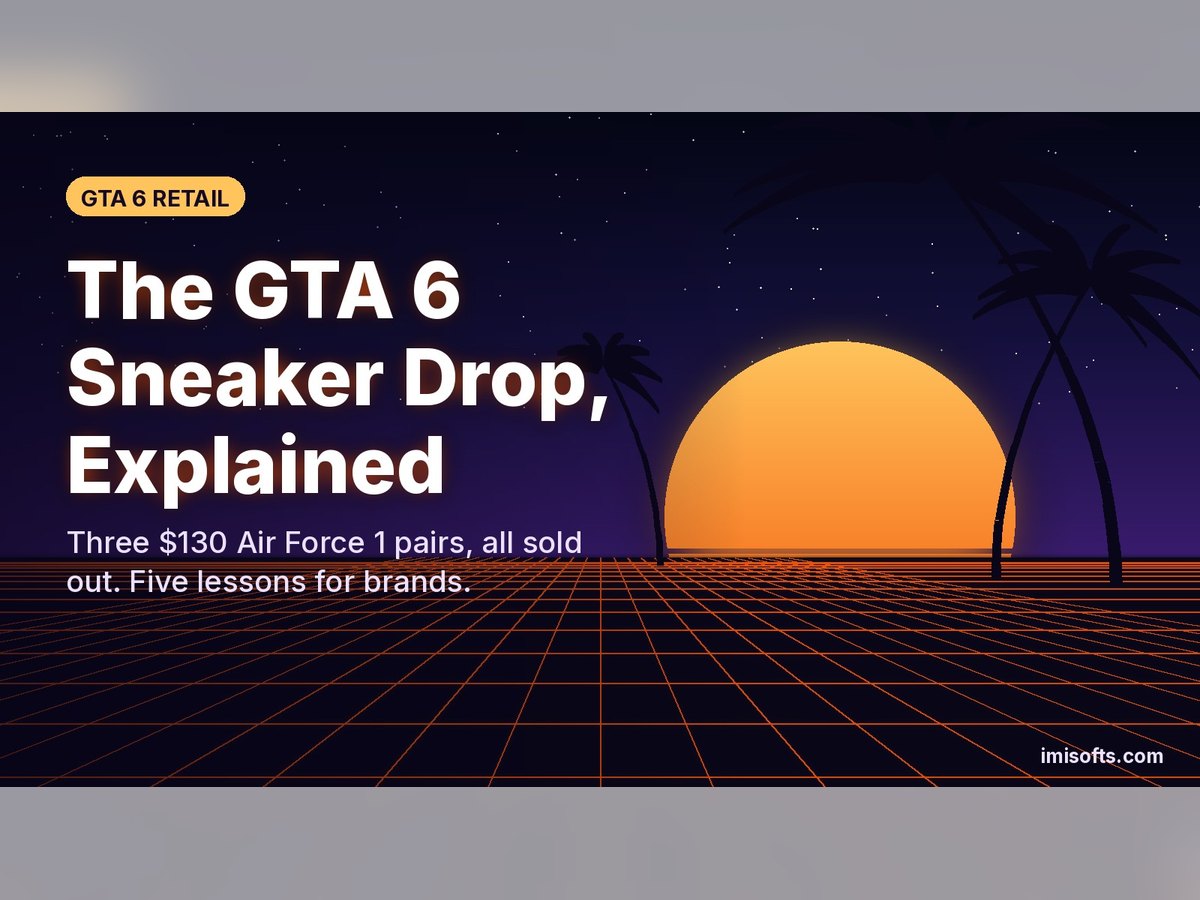 GTA 6 RETAIL
The GTA 6
Sneaker Drop,
Explained
Three $130 Air Force 1 pairs, all sold
out. Five lessons for brands.
imisofts.com